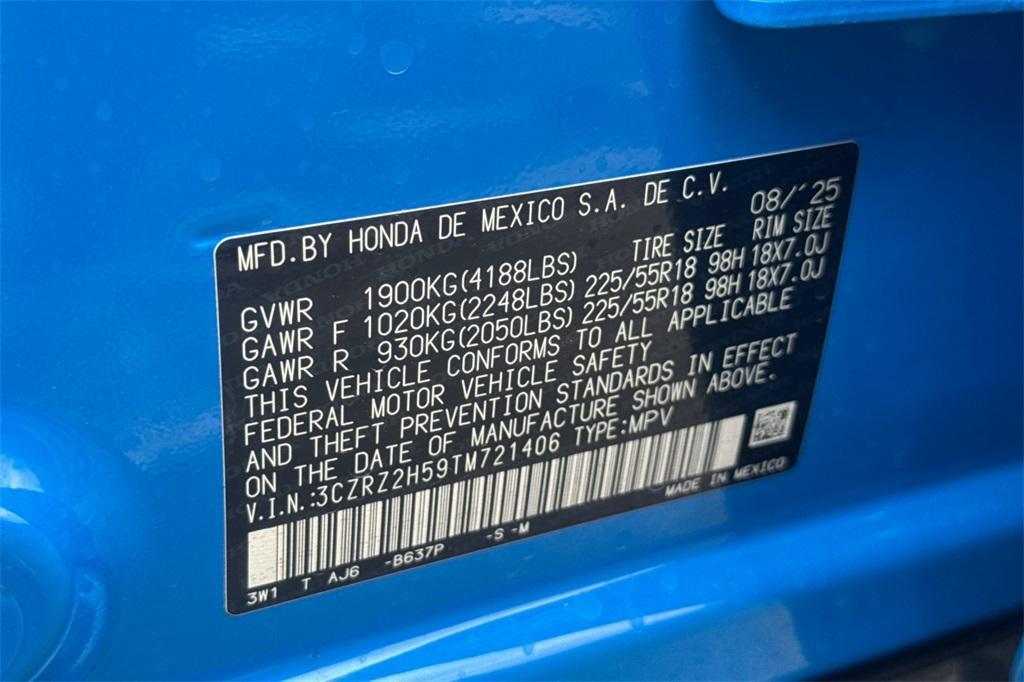 MFD.BY HONDA DE MEXICO S.A. DE C.V. 08/'25
TIRE SIZE RIM SIZE
GVWR 1900KG(4188LBS)
GAWR F 1020KG(2248LBS) 225/55R18 98H 18X7.0J
GAWR R 930KG(2050LBS) 225/55R18 98H 18X7.0J
THIS VEHICLE CONFORMS TO ALL APPLICABLE
FEDERAL MOTOR VEHICLE SAFETY
AND THEFT PREVENTION STANDARDS IN EFFECT
ON THE DATE OF MANUFACTURE SHOWN ABOVE.
V.I.N.:3CZRZ2H59TM721406 TYPE:MPV
MADE IN MEXICO
3W1 T AJ6 -B637P -S -M